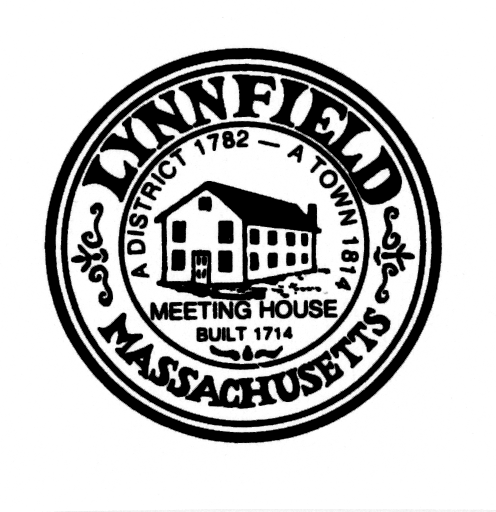 LYNNFIELD
A DISTRICT 1782 — A TOWN 1814
MEETING HOUSE
BUILT 1714
MASSACHUSETTS